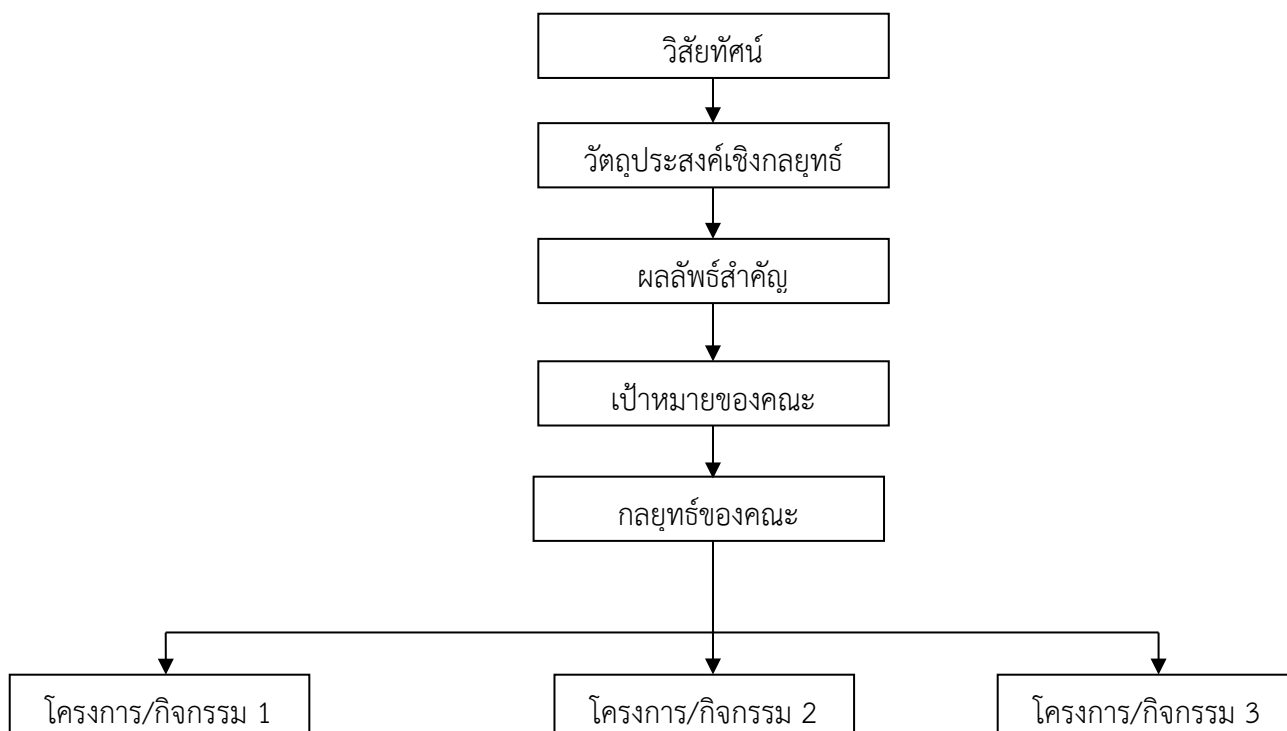 วิสัยทัศน์
วัตถุประสงค์เชิงกลยุทธ์
ผลลัพธ์สำคัญ
เป้าหมายของคณะ
กลยุทธ์ของคณะ
โครงการ/กิจกรรม 1
โครงการ/กิจกรรม 2
โครงการ/กิจกรรม 3